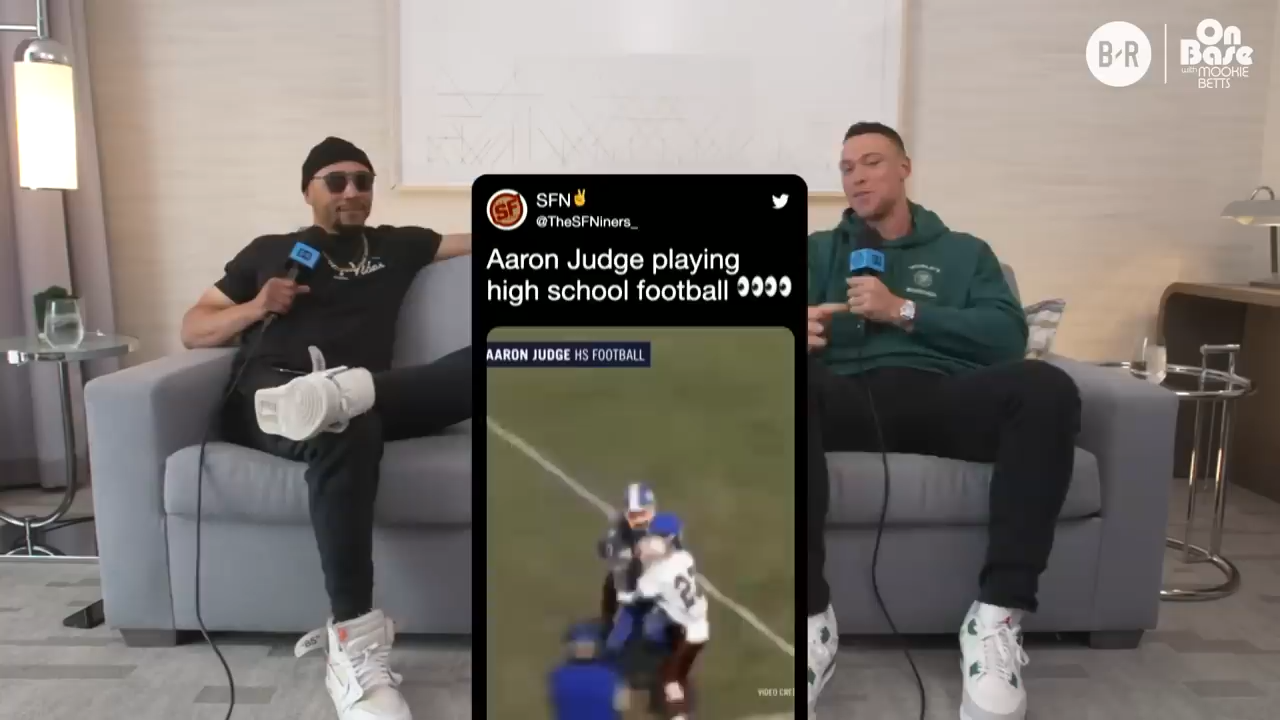 B·R
On
Base
with MOOKIE
BETTS
SFN✌
@TheSFNiners_
Aaron Judge playing
high school football 👀👀👀👀
AARON JUDGE HS FOOTBALL
VIDEO CRE